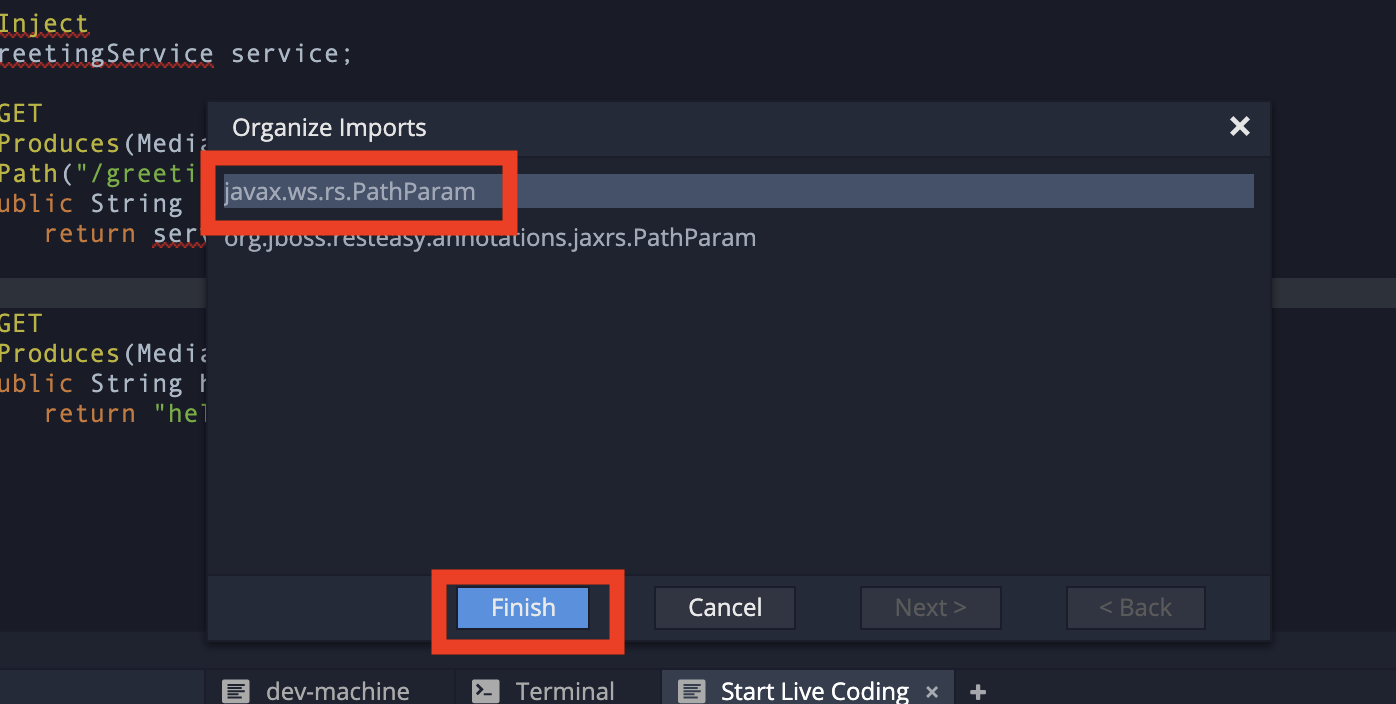 Inject
reetingService service;
GET
Produces(Media
Path("/greeti
ublic String
return serv
GET
Produces(Media
ublic String h
return "hel
Organize Imports
javax.ws.rs.PathParam
org.jboss.resteasy.annotations.jaxrs.PathParam
Finish
Cancel
Next >
< Back
dev-machine
Terminal
Start Live Coding